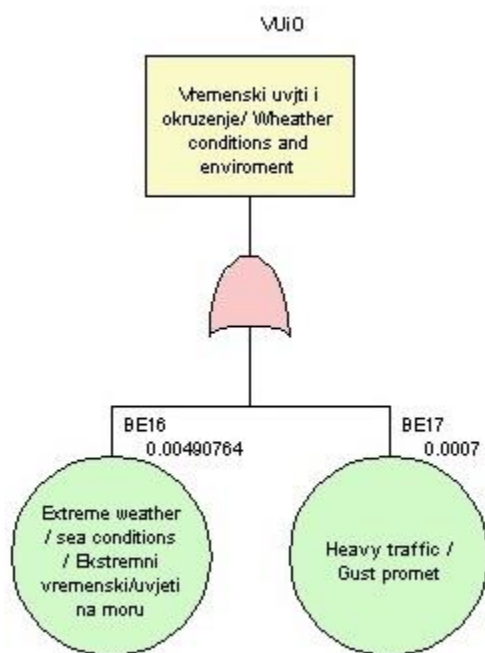 VUiO
Vremenski uvjti i
okruzenje/ Wheather
conditions and
enviroment
BE16
0.00490764
BE17
0.0007
Extreme weather
/ sea conditions
/ Ekstremni
vremenski/uvjeti
na moru
Heavy traffic /
Gust promet